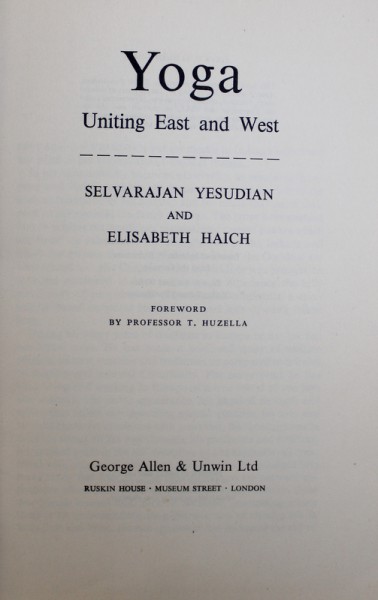 Yoga
Uniting East and West
SELVARAJAN YESUDIAN
AND
ELISABETH HAICH
FOREWORD
BY PROFESSOR T. HUZELLA
George Allen & Unwin Ltd
RUSKIN HOUSE · MUSEUM STREET · LONDON